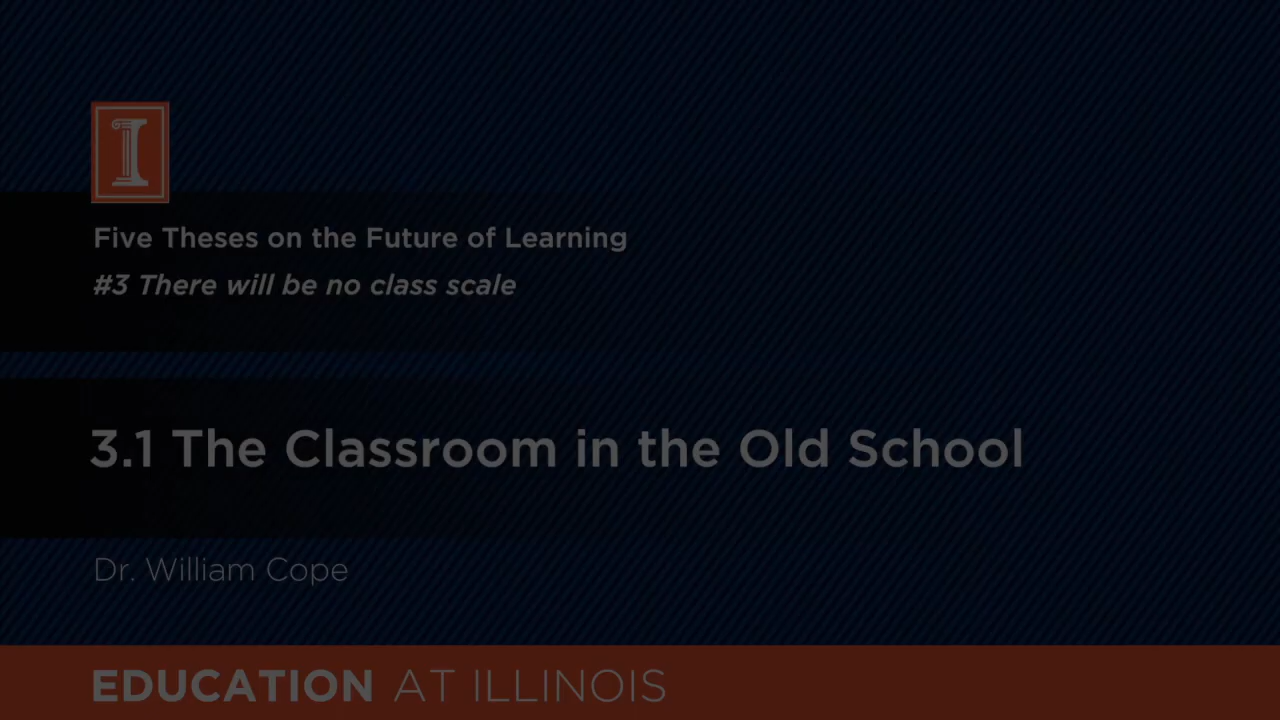 I
Five Theses on the Future of Learning
#3 There will be no class scale
3.1 The Classroom in the Old School
Dr. William Cope
EDUCATION AT ILLINOIS